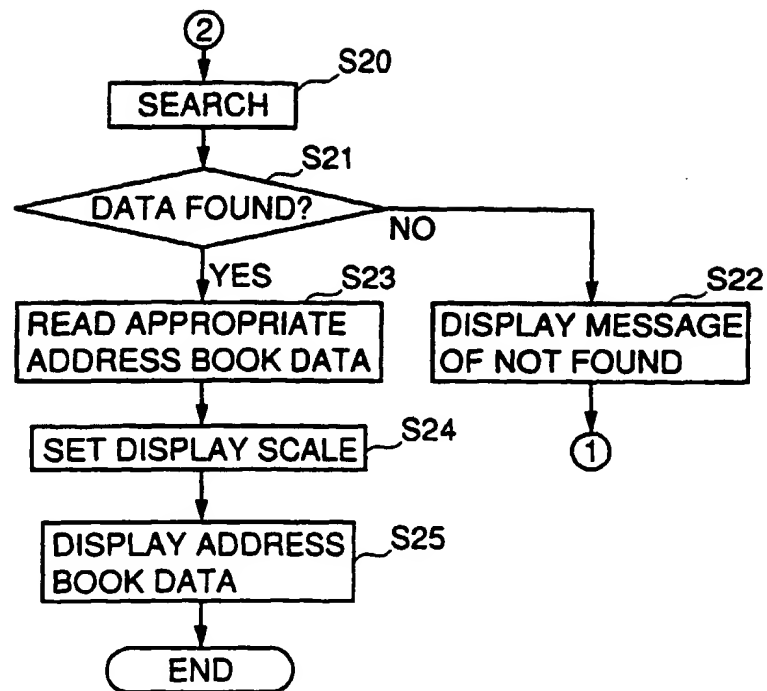 2
S20
SEARCH
S21
DATA FOUND?
NO
YES
S23
READ APPROPRIATE
ADDRESS BOOK DATA
S22
DISPLAY MESSAGE
OF NOT FOUND
S24
SET DISPLAY SCALE
1
S25
DISPLAY ADDRESS
BOOK DATA
END